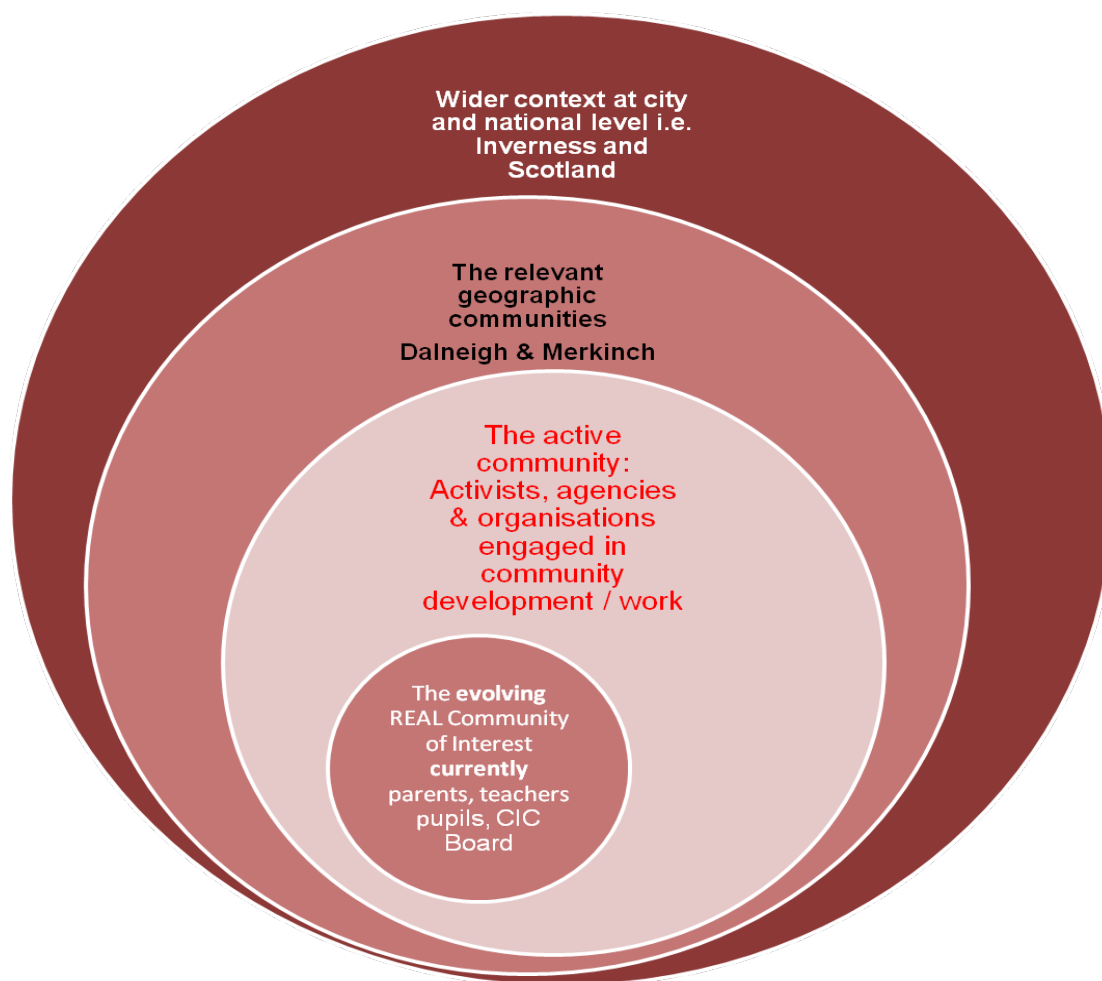 Wider context at city
and national level i.e.
Inverness and
Scotland
The relevant
geographic
communities
Dalneigh & Merkinch
The active
community:
Activists, agencies
& organisations
engaged in
community
development / work
The evolving
REAL Community
of Interest
currently
parents, teachers
pupils, CIC
Board